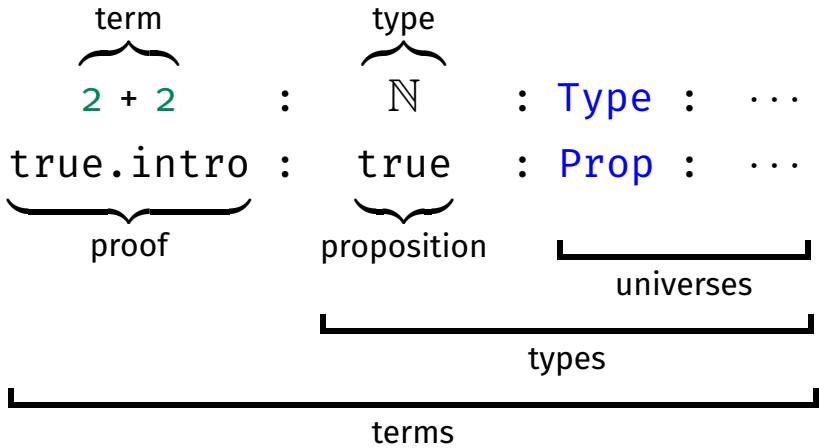 term type
2 + 2 : ℕ : Type : ···
true.intro : true : Prop : ···
proof proposition
universes
types
terms